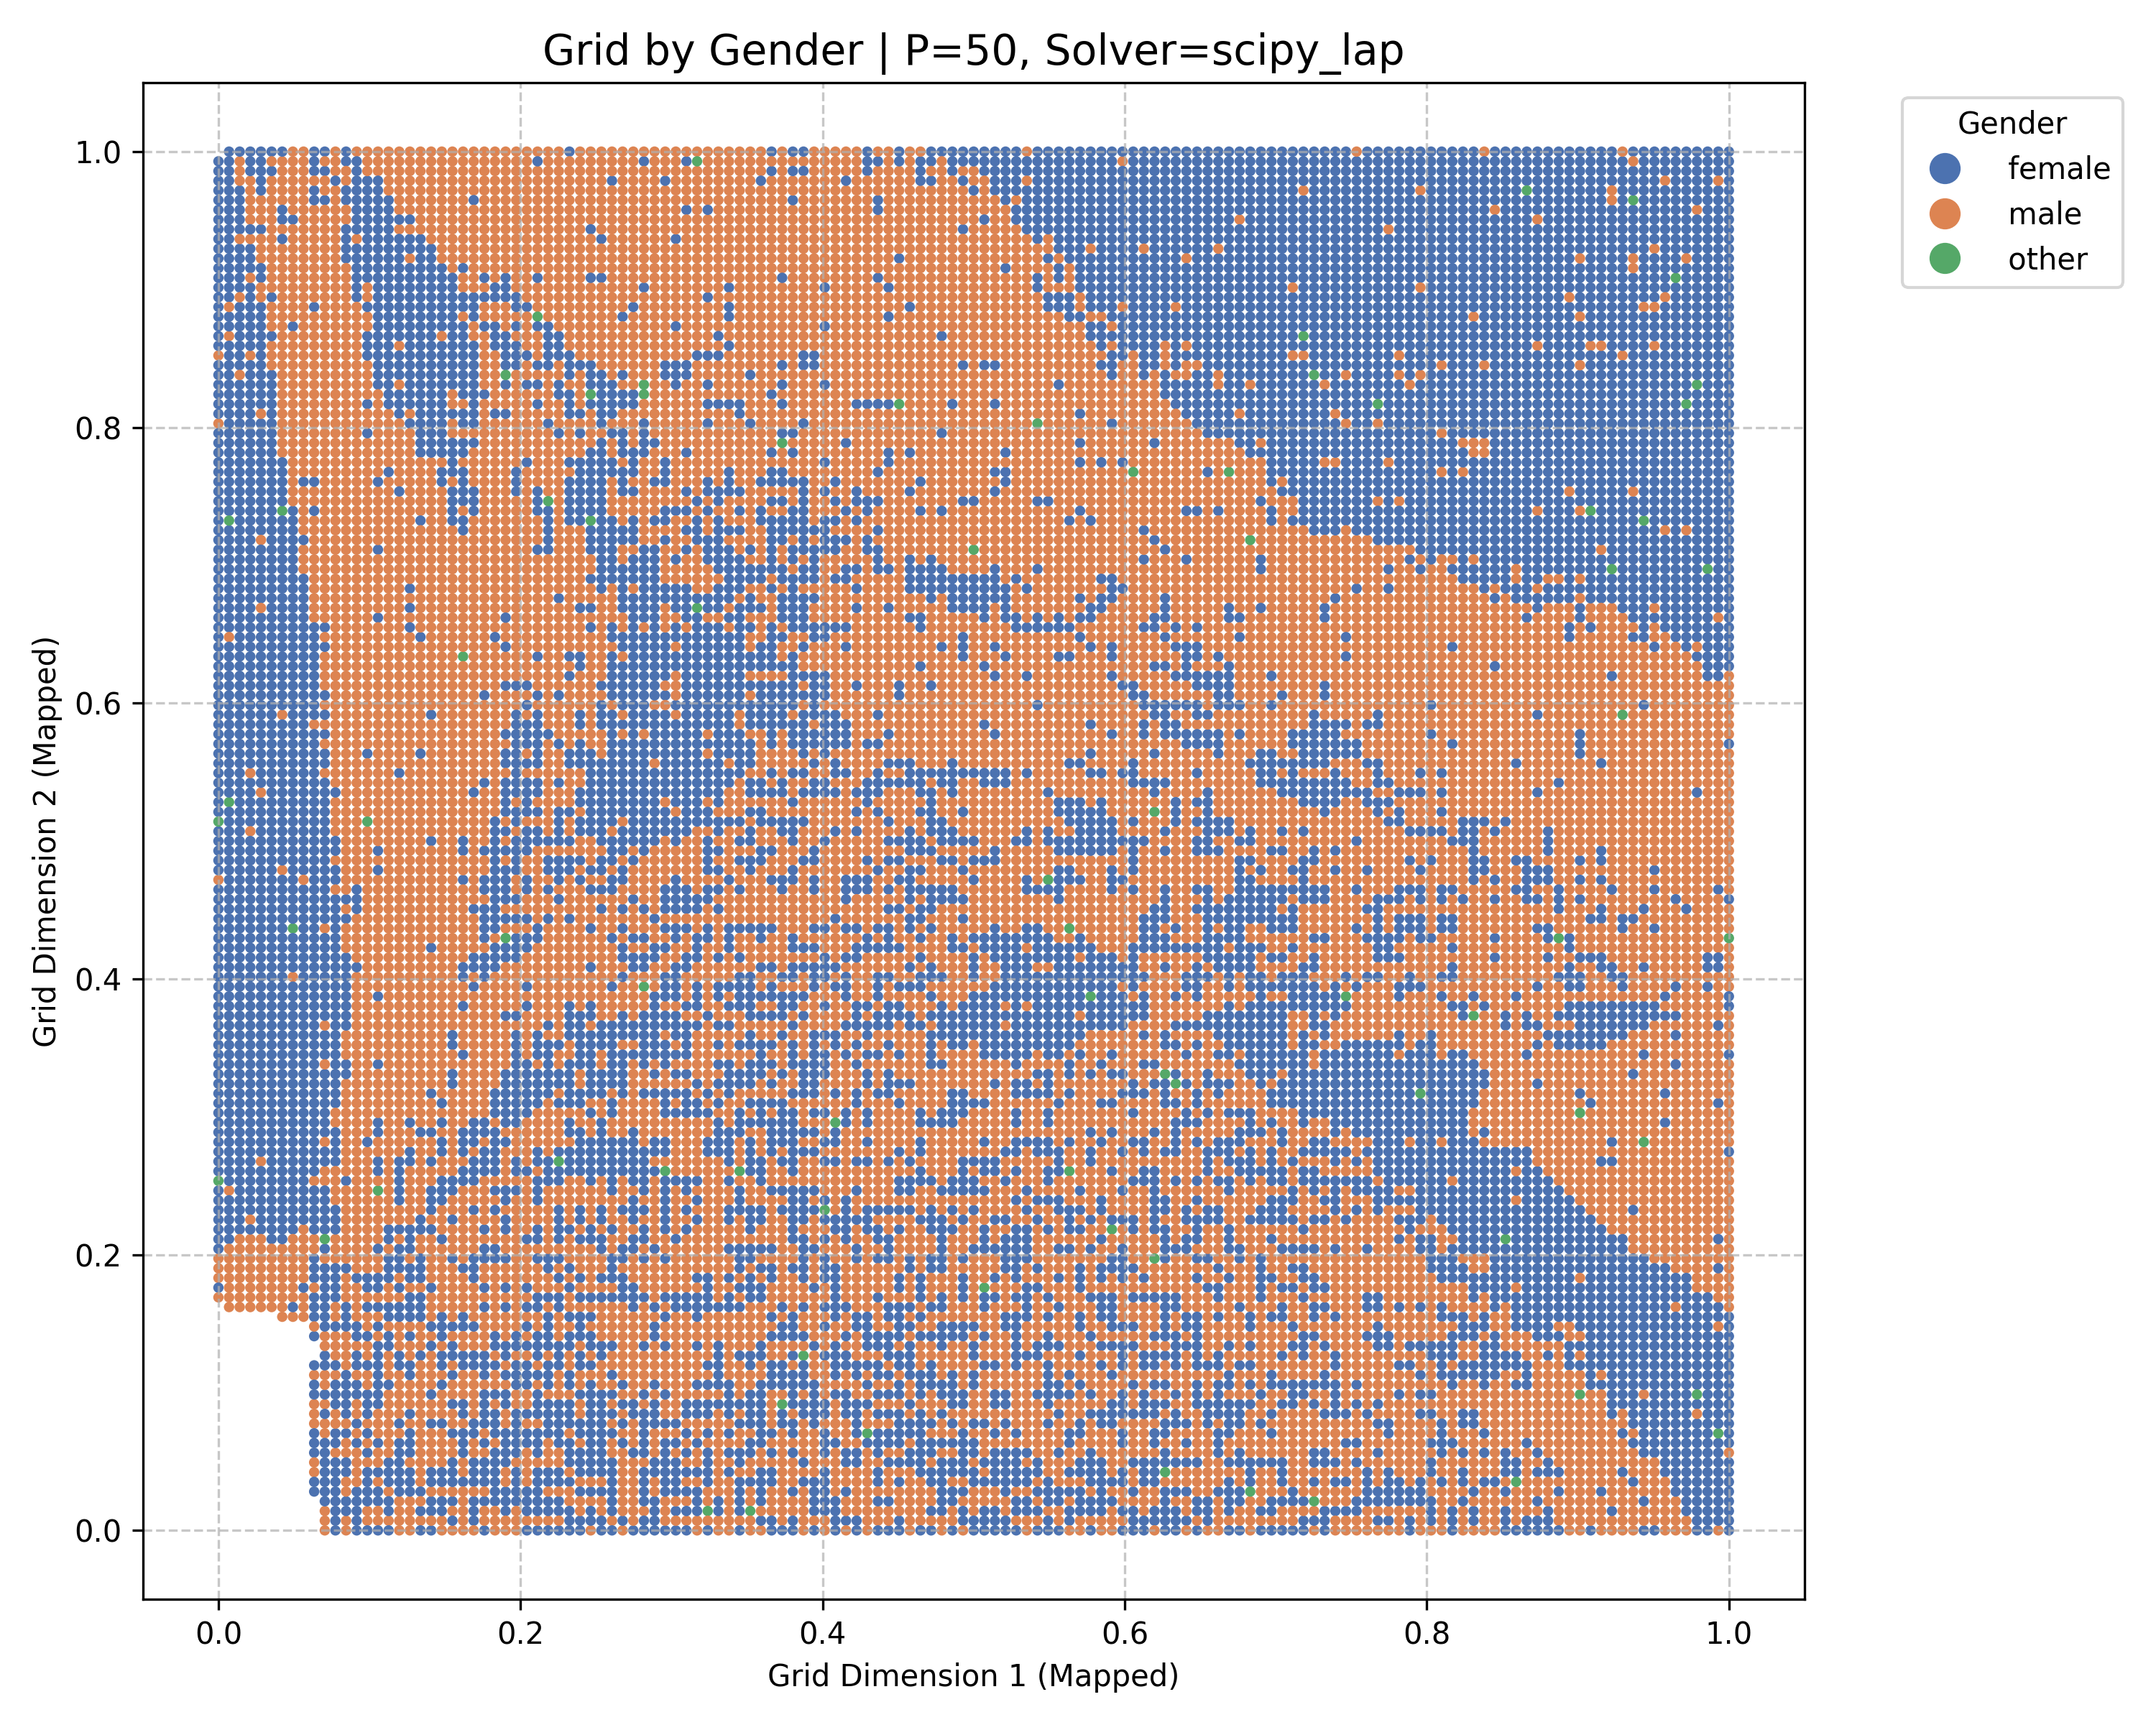 Grid by Gender | P=50, Solver=scipy_lap
Gender
female
male
other
1.0
0.8
0.6
0.4
0.2
0.0
Grid Dimension 2 (Mapped)
0.0 0.2 0.4 0.6 0.8 1.0
Grid Dimension 1 (Mapped)